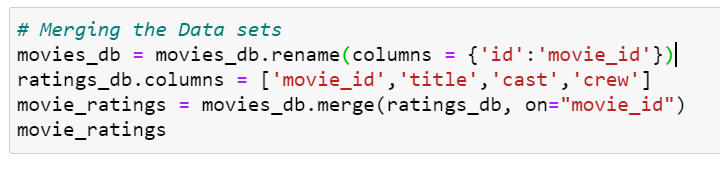 # Merging the Data sets
movies_db = movies_db.rename(columns = {'id':'movie_id'})
ratings_db.columns = ['movie_id','title','cast','crew']
movie_ratings = movies_db.merge(ratings_db, on="movie_id")
movie_ratings